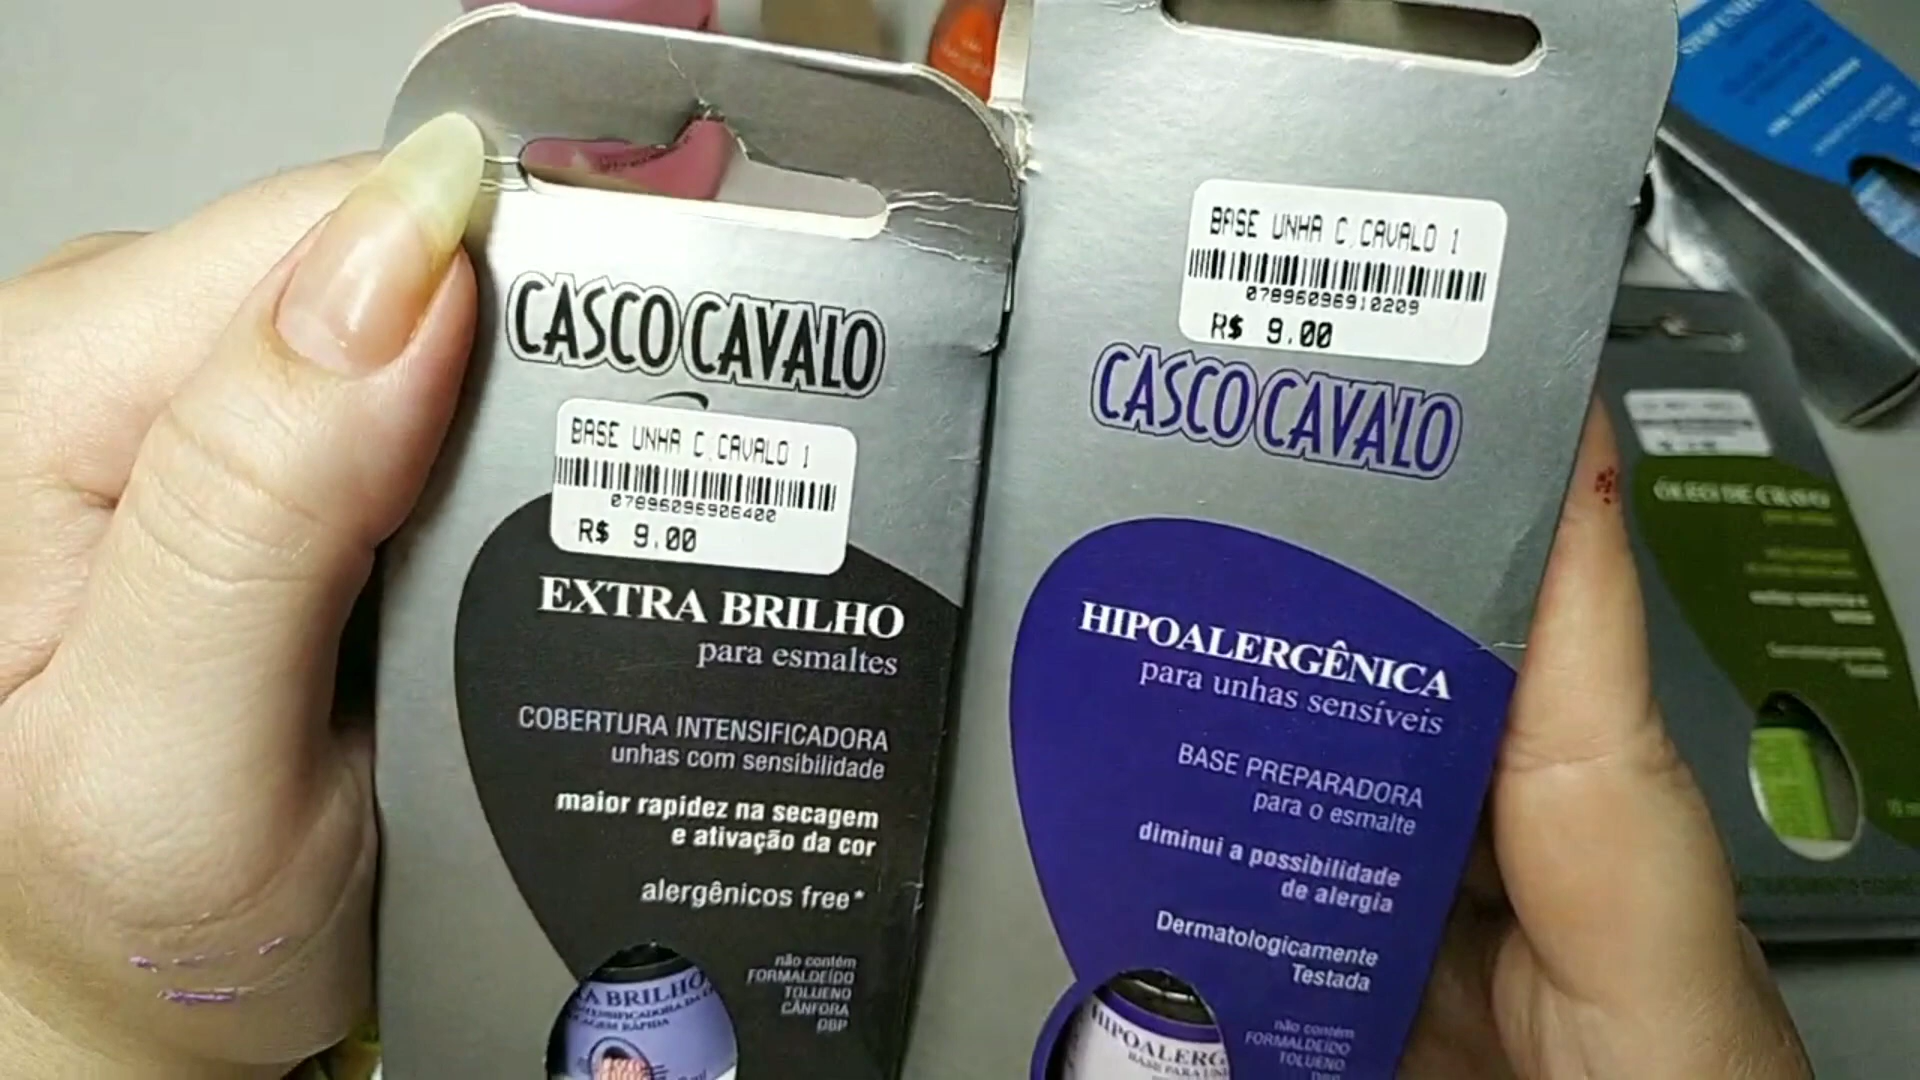 CASCO CAVALO
BASE UNHA C.CAVALO 1
07896096906400
R$ 9.00
EXTRA BRILHO
para esmaltes
COBERTURA INTENSIFICADORA
unhas com sensibilidade
maior rapidez na secagem
e ativação da cor
alergênicos free*
não contém
FORMALDEÍDO
TOLUENO
CÂNFORA
DBP
A BRILHO
BASE UNHA C.CAVALO 1
07896096910209
R$ 9.00
CASCO CAVALO
HIPOALERGÊNICA
para unhas sensíveis
BASE PREPARADORA
para o esmalte
diminui a possibilidade
de alergia
Dermatologicamente
Testada
não contém
FORMALDEÍDO
TOLUENO
DBP
HIPOALERG
ÓLEO DE CRAVO